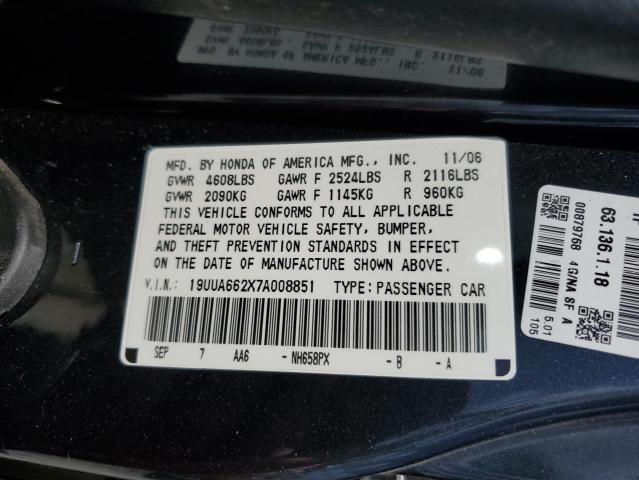 MFD. BY HONDA OF AMERICA MFG., INC. 11/06
GVWR 4608LBS GAWR F 2524LBS R 2116LBS
GVWR 2090KG GAWR F 1145KG R 960KG
THIS VEHICLE CONFORMS TO ALL APPLICABLE
FEDERAL MOTOR VEHICLE SAFETY, BUMPER,
AND THEFT PREVENTION STANDARDS IN EFFECT
ON THE DATE OF MANUFACTURE SHOWN ABOVE.
V.I.N.: 19UUA662X7A008851 TYPE: PASSENGER CAR
SEP 7 AA6 -NH658PX -B -A
63.136.1.18
00879768 4G/NA SF A
5.01
105